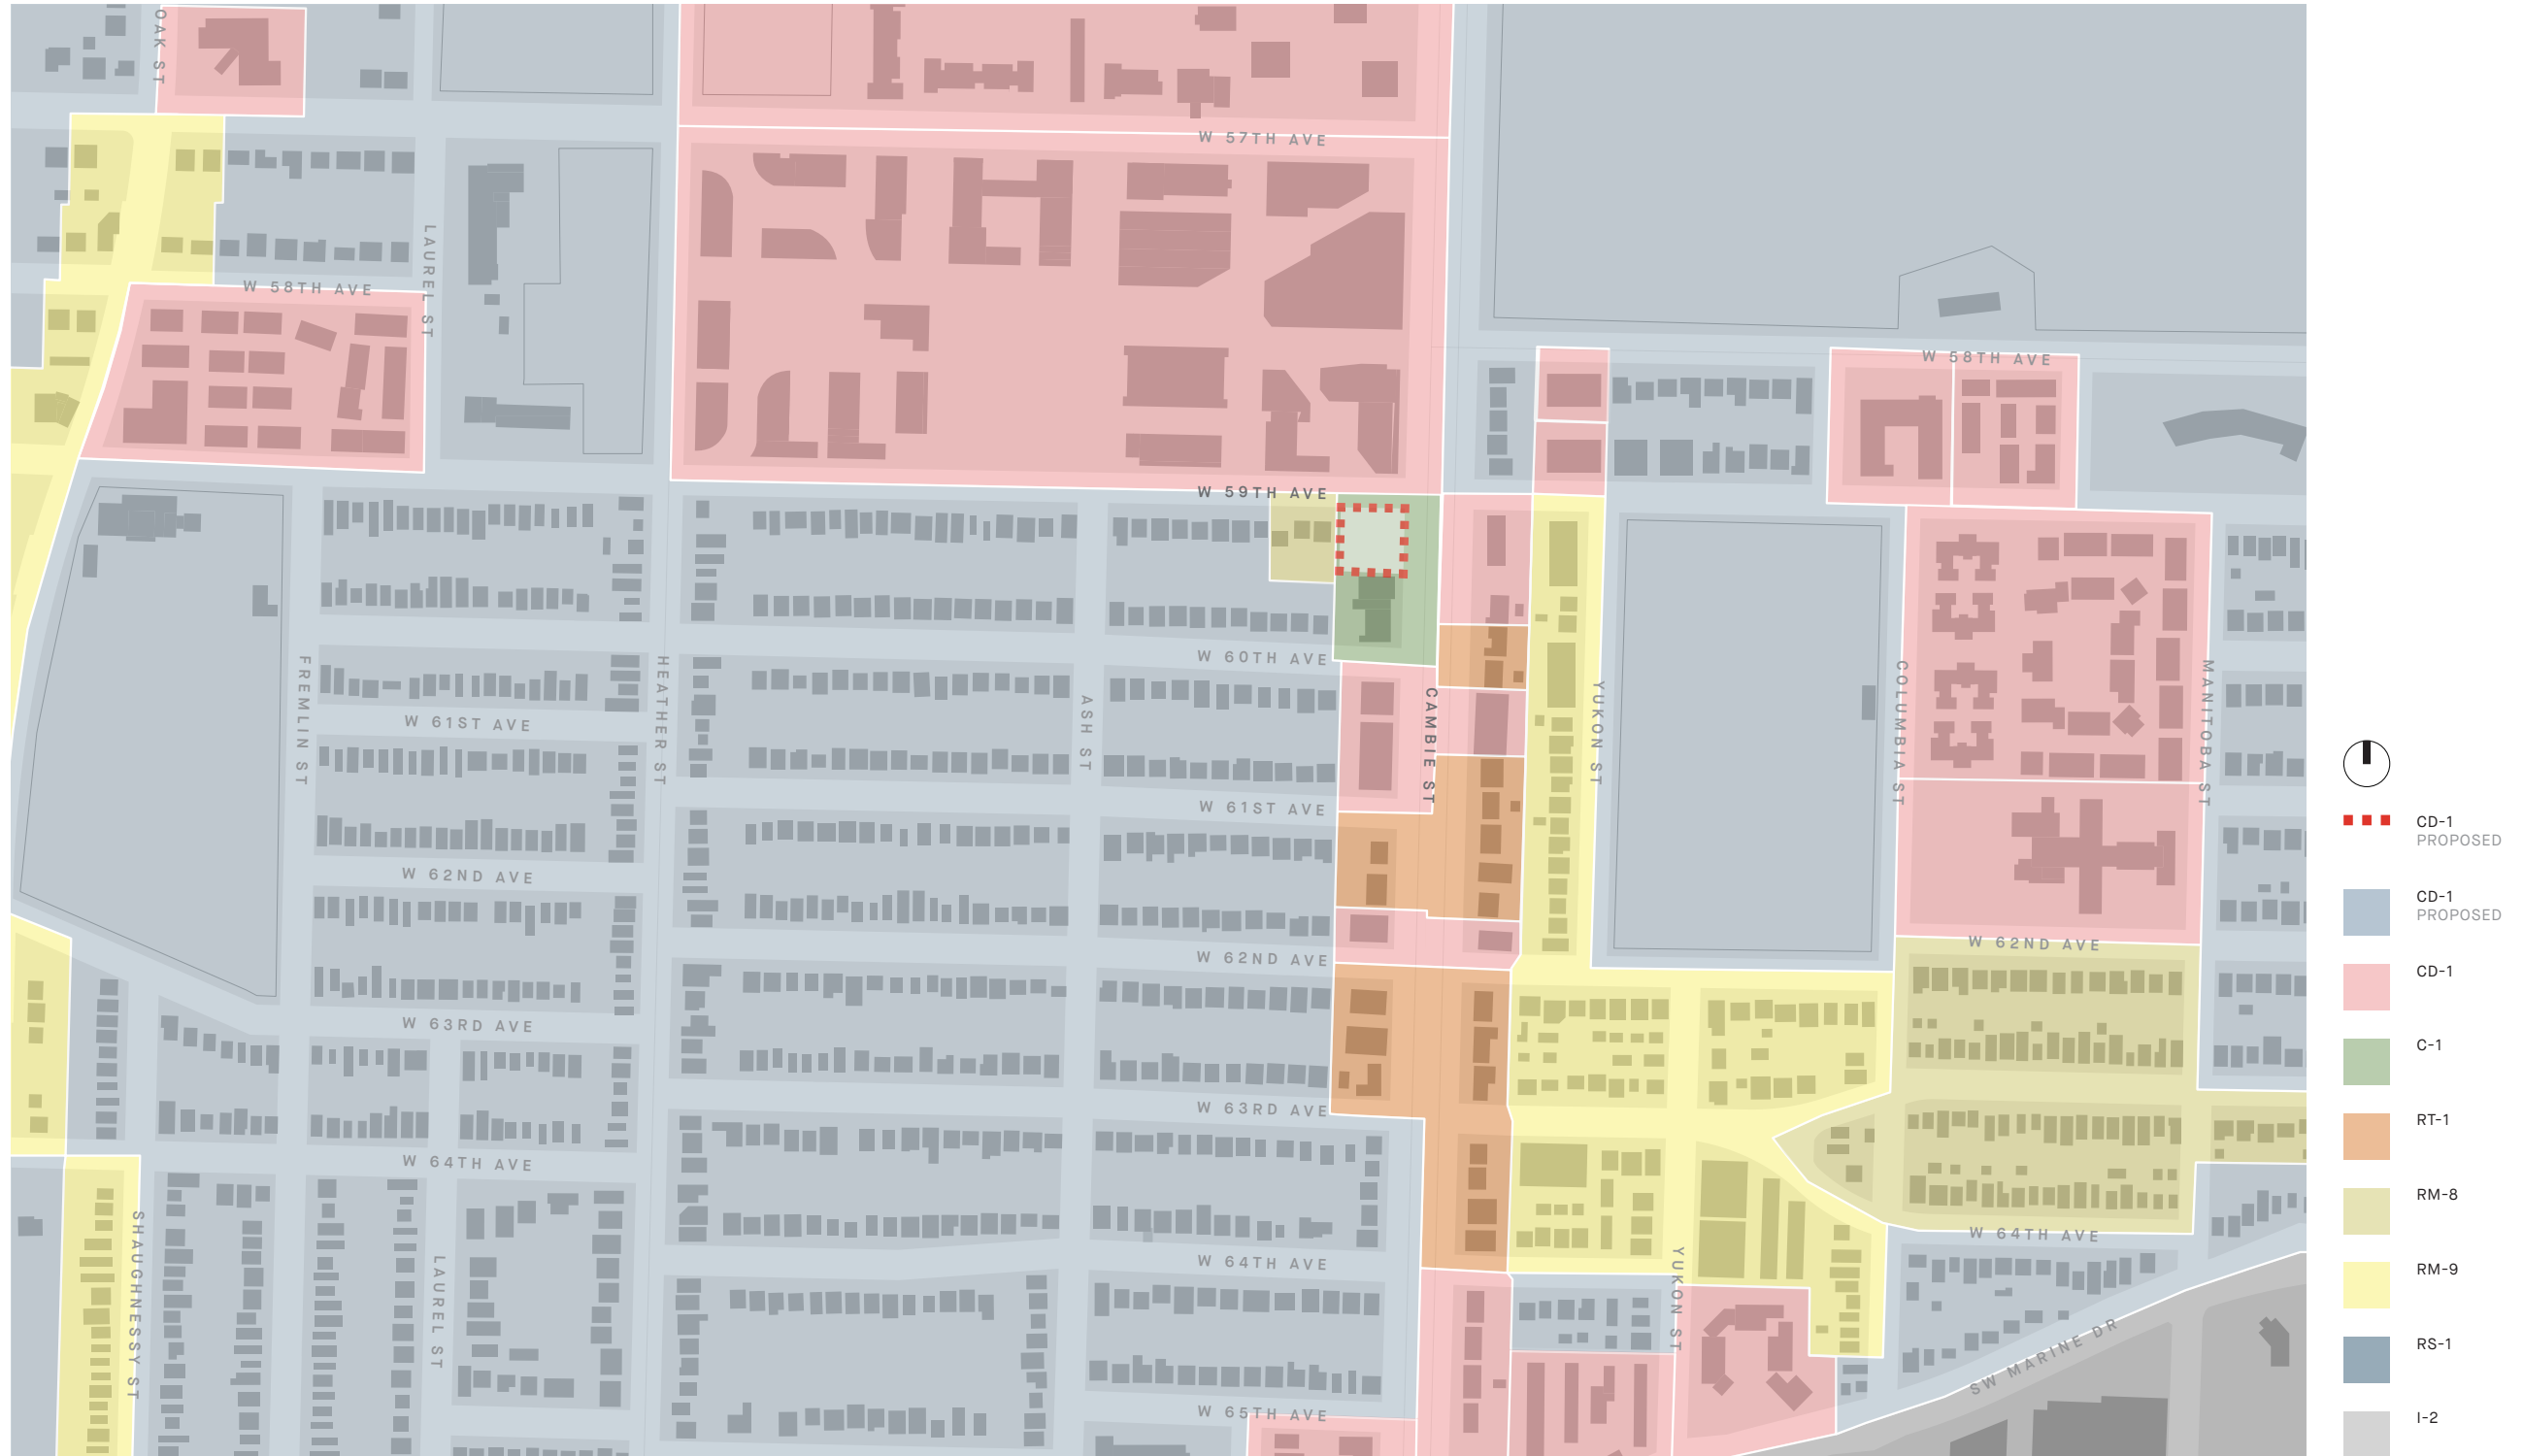 OAK ST
W 57TH AVE
LAUREL ST
W 58TH AVE
W 58TH AVE
W 59TH AVE
FREMLIN ST
HEATHER ST
ASH ST
W 60TH AVE
CAMBIE ST
YUKON ST
COLUMBIA ST
MANITOBA ST
W 61ST AVE
W 61ST AVE
W 62ND AVE
W 62ND AVE
W 62ND AVE
W 63RD AVE
W 63RD AVE
W 64TH AVE
W 64TH AVE
W 64TH AVE
SHAUGHNESSY ST
LAUREL ST
YUKON ST
SW MARINE DR
W 65TH AVE
CD-1
PROPOSED
CD-1
PROPOSED
CD-1
C-1
RT-1
RM-8
RM-9
RS-1
I-2